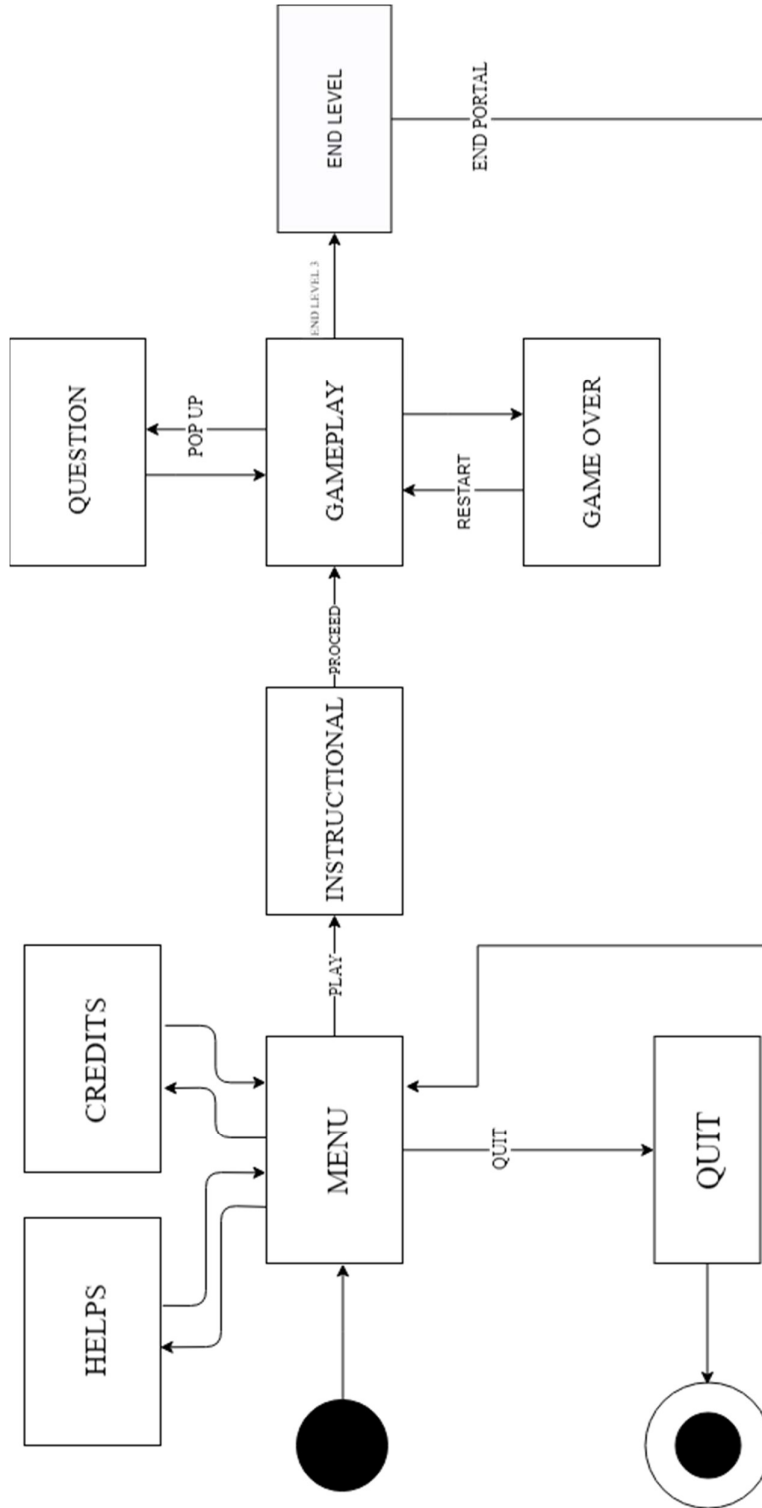 HELPS
CREDITS
QUESTION
POP UP
MENU
PLAY
INSTRUCTIONAL
PROCEED
GAMEPLAY
END LEVEL 3
END LEVEL
RESTART
GAME OVER
END PORTAL
QUIT
QUIT